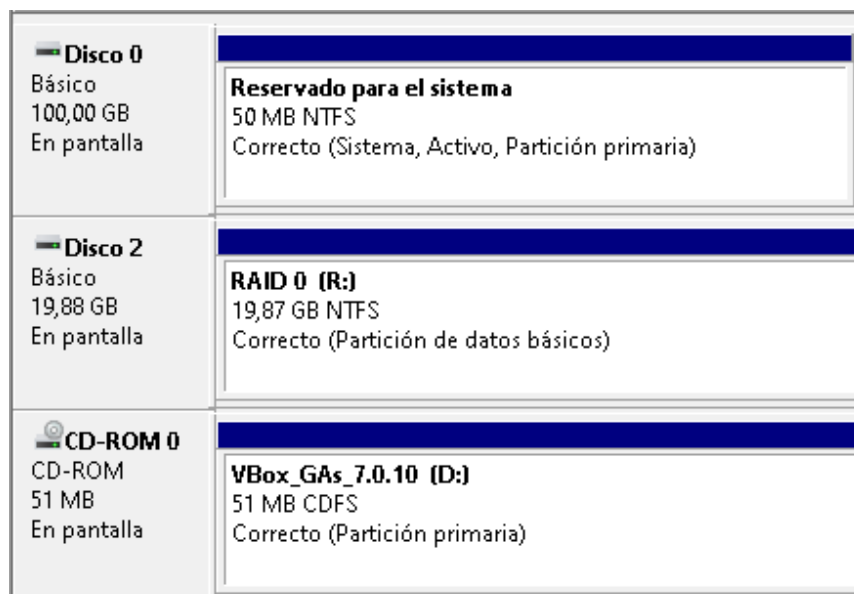 Disco 0
Básico
100,00 GB
En pantalla
Reservado para el sistema
50 MB NTFS
Correcto (Sistema, Activo, Partición primaria)
Disco 2
Básico
19,88 GB
En pantalla
RAID 0 (R:)
19,87 GB NTFS
Correcto (Partición de datos básicos)
CD-ROM 0
CD-ROM
51 MB
En pantalla
VBox_GAs_7.0.10 (D:)
51 MB CDFS
Correcto (Partición primaria)